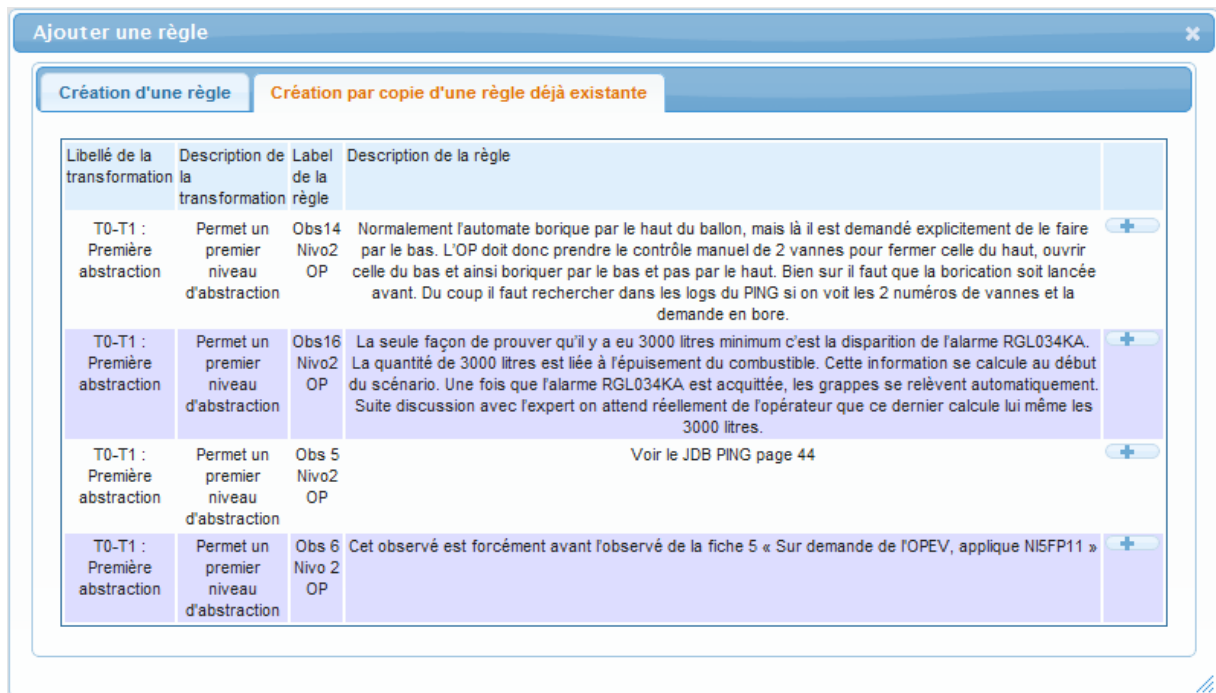 Ajouter une règle
Création d'une règle
Création par copie d'une règle déjà existante
Libellé de la
transformation
Description de
la
transformation
Label
de la
règle
Description de la règle
T0-T1 :
Première
abstraction
Permet un
premier
niveau
d'abstraction
Obs14
Nivo2
OP
Normalement l'automate borique par le haut du ballon, mais là il est demandé explicitement de le faire
par le bas. L'OP doit donc prendre le contrôle manuel de 2 vannes pour fermer celle du haut, ouvrir
celle du bas et ainsi boriquer par le bas et pas par le haut. Bien sur il faut que la borication soit lancée
avant. Du coup il faut rechercher dans les logs du PING si on voit les 2 numéros de vannes et la
demande en bore.
T0-T1 :
Première
abstraction
Permet un
premier
niveau
d'abstraction
Obs16
Nivo2
OP
La seule façon de prouver qu'il y a eu 3000 litres minimum c'est la disparition de l'alarme RGL034KA.
La quantité de 3000 litres est liée à l'épuisement du combustible. Cette information se calcule au début
du scénario. Une fois que l'alarme RGL034KA est acquittée, les grappes se relèvent automatiquement.
Suite discussion avec l'expert on attend réellement de l'opérateur que ce dernier calcule lui même les
3000 litres.
T0-T1 :
Première
abstraction
Permet un
premier
niveau
d'abstraction
Obs 5
Nivo2
OP
Voir le JDB PING page 44
T0-T1 :
Première
abstraction
Permet un
premier
niveau
d'abstraction
Obs 6
Nivo 2
OP
Cet observé est forcément avant l'observé de la fiche 5 « Sur demande de l'OPEV, applique NI5FP11 »